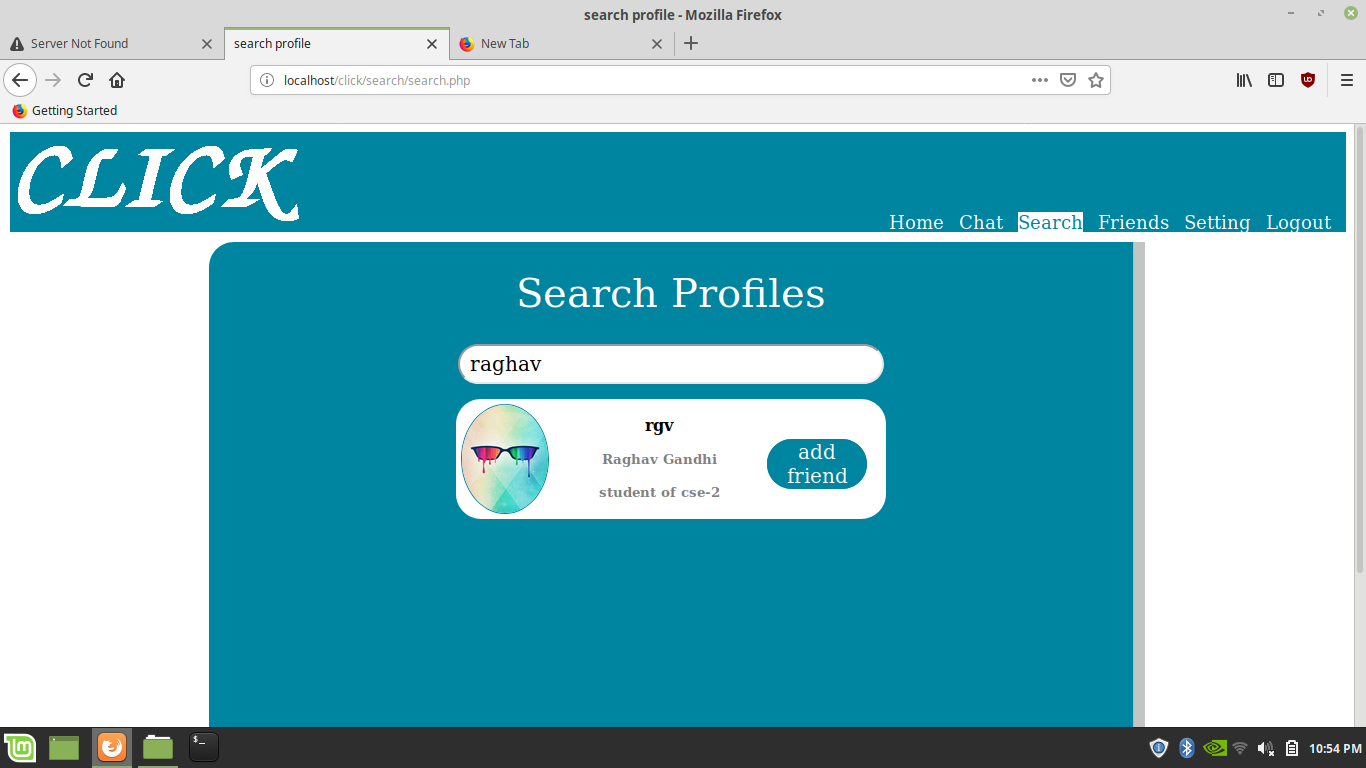 search profile - Mozilla Firefox
Server Not Found
search profile
New Tab
localhost/click/search/search.php
Getting Started
CLICK
Home Chat Search Friends Setting Logout
Search Profiles
raghav
rgv
Raghav Gandhi
student of cse-2
add
friend
10:54 PM